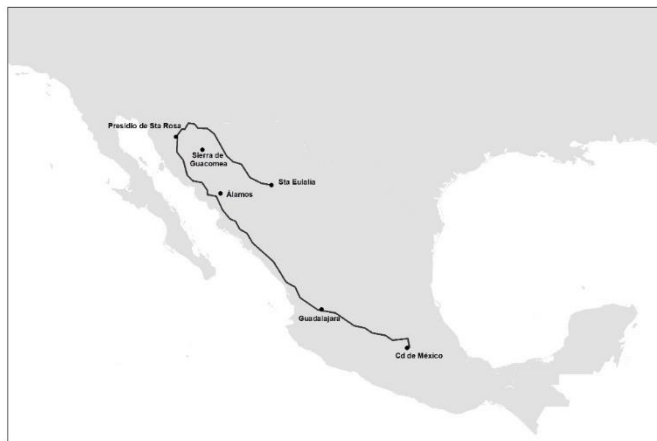 Presidio de Sta Rosa
Sierra de
Guacomea
Sta Eulalia
Álamos
Guadalajara
Cd de México